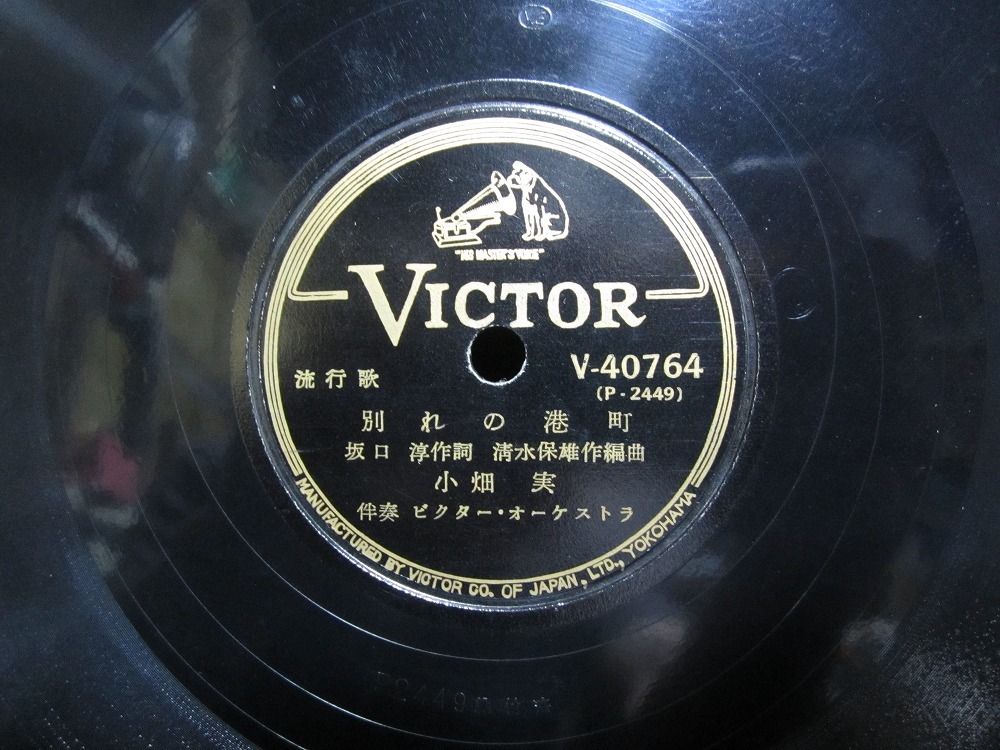 "HIS MASTER'S VOICE"
VICTOR
V-40764
(P-2449)
流行歌
別れの港町
坂口 淳作詞 清水保雄作編曲
小畑 実
伴奏 ビクター・オーケストラ
MANUFACTURED BY VICTOR CO. OF JAPAN, LTD., YOKOHAMA